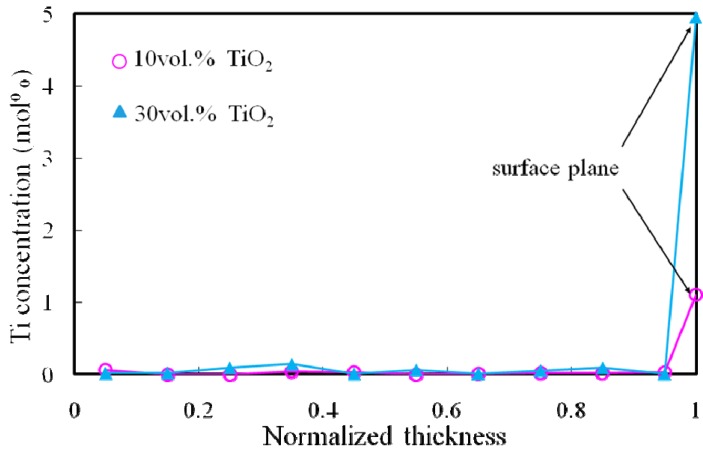 5
10vol.% TiO₂
4
30vol.% TiO₂
3
surface plane
2
1
0
Ti concentration (mol%)
0 0.2 0.4 0.6 0.8 1
Normalized thickness